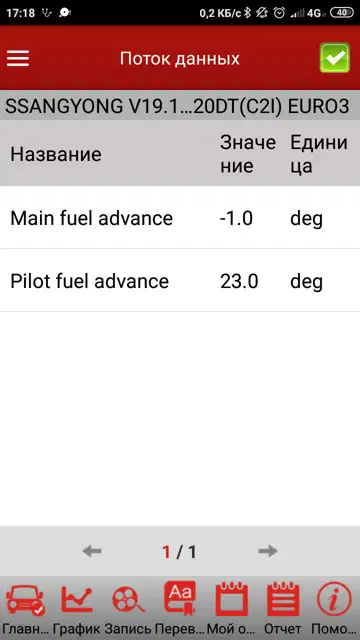 17:18 0,2 КБ/с 4G 40
Поток данных
SSANGYONG V19.1...20DT(C2I) EURO3
Название Значе Едини
ние ца
Main fuel advance -1.0 deg
Pilot fuel advance 23.0 deg
1 / 1
Aa
Главн... График Запись Перев... Мой о... Отчет Помо...